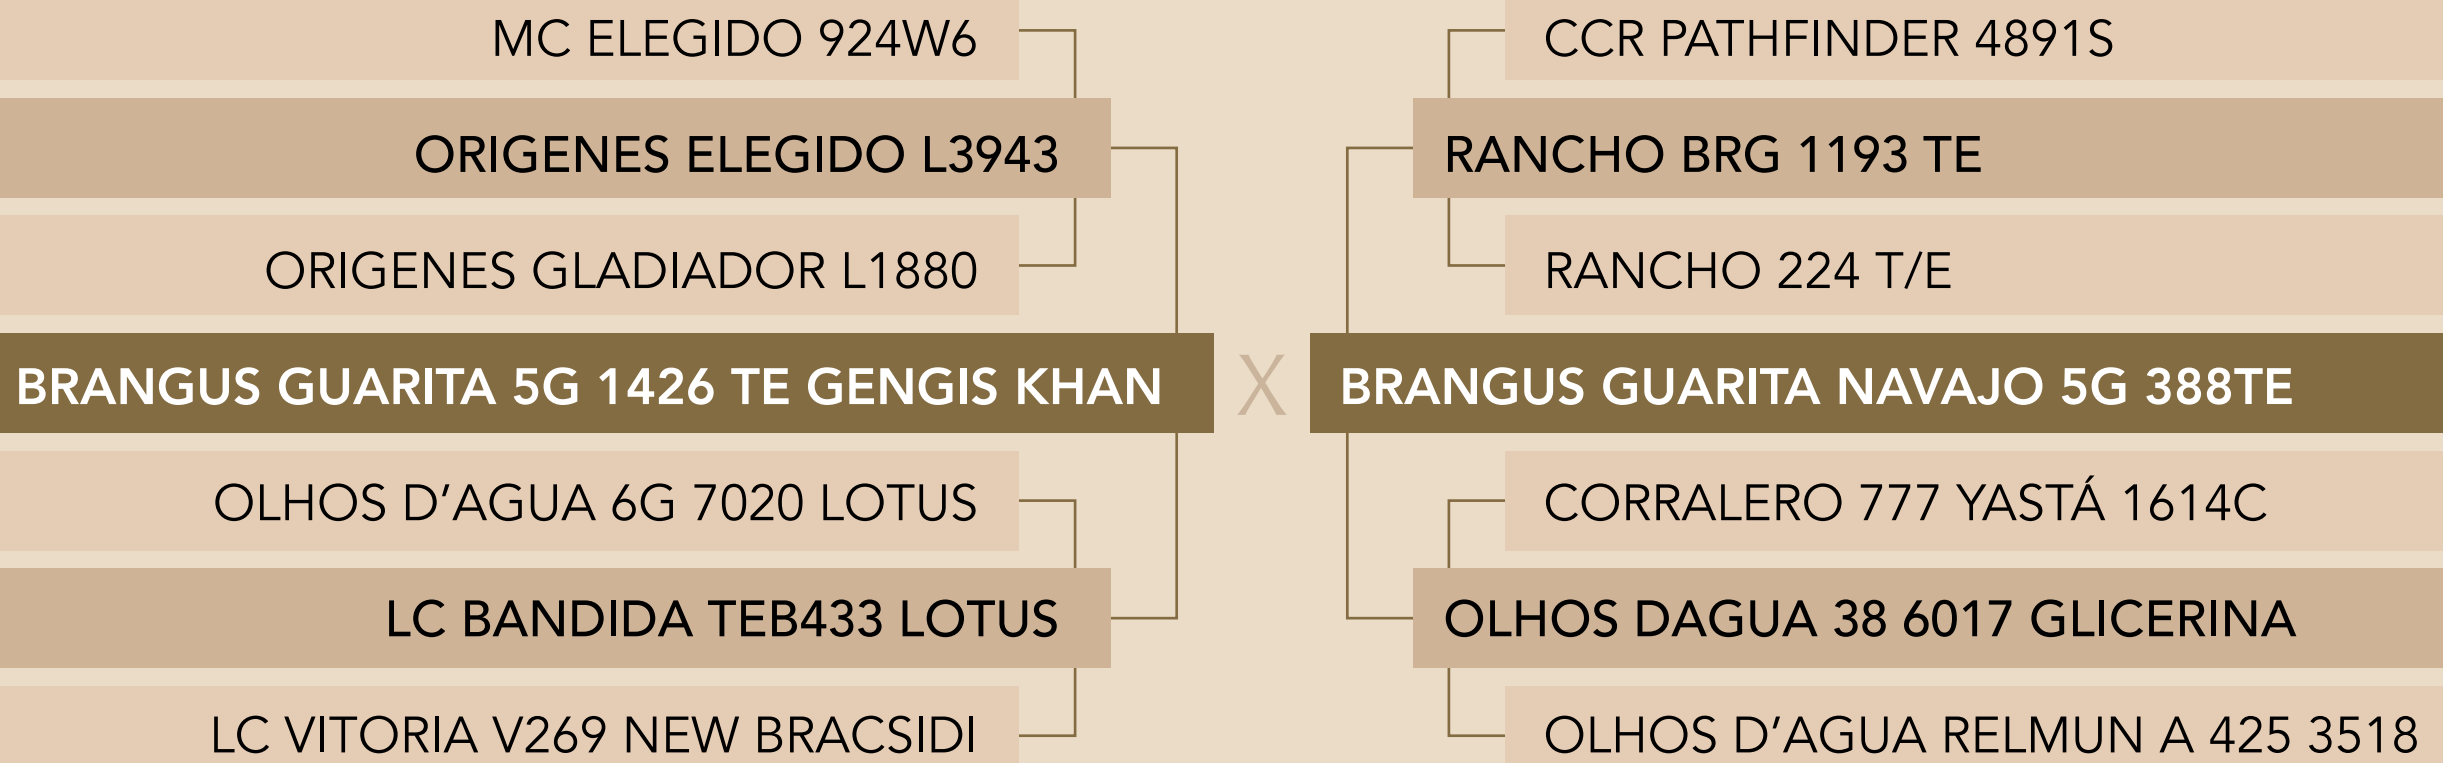 MC ELEGIDO 924W6
ORIGENES ELEGIDO L3943
ORIGENES GLADIADOR L1880
BRANGUS GUARITA 5G 1426 TE GENGIS KHAN
OLHOS D'AGUA 6G 7020 LOTUS
LC BANDIDA TEB433 LOTUS
LC VITORIA V269 NEW BRACSIDI
X
CCR PATHFINDER 4891S
RANCHO BRG 1193 TE
RANCHO 224 T/E
BRANGUS GUARITA NAVAJO 5G 388TE
CORRALERO 777 YASTÁ 1614C
OLHOS DAGUA 38 6017 GLICERINA
OLHOS D'AGUA RELMUN A 425 3518